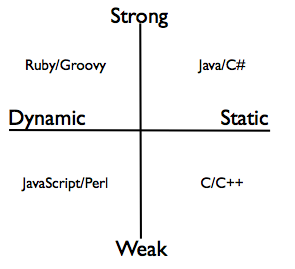 Strong
Ruby/Groovy Java/C#
Dynamic Static
JavaScript/Perl C/C++
Weak